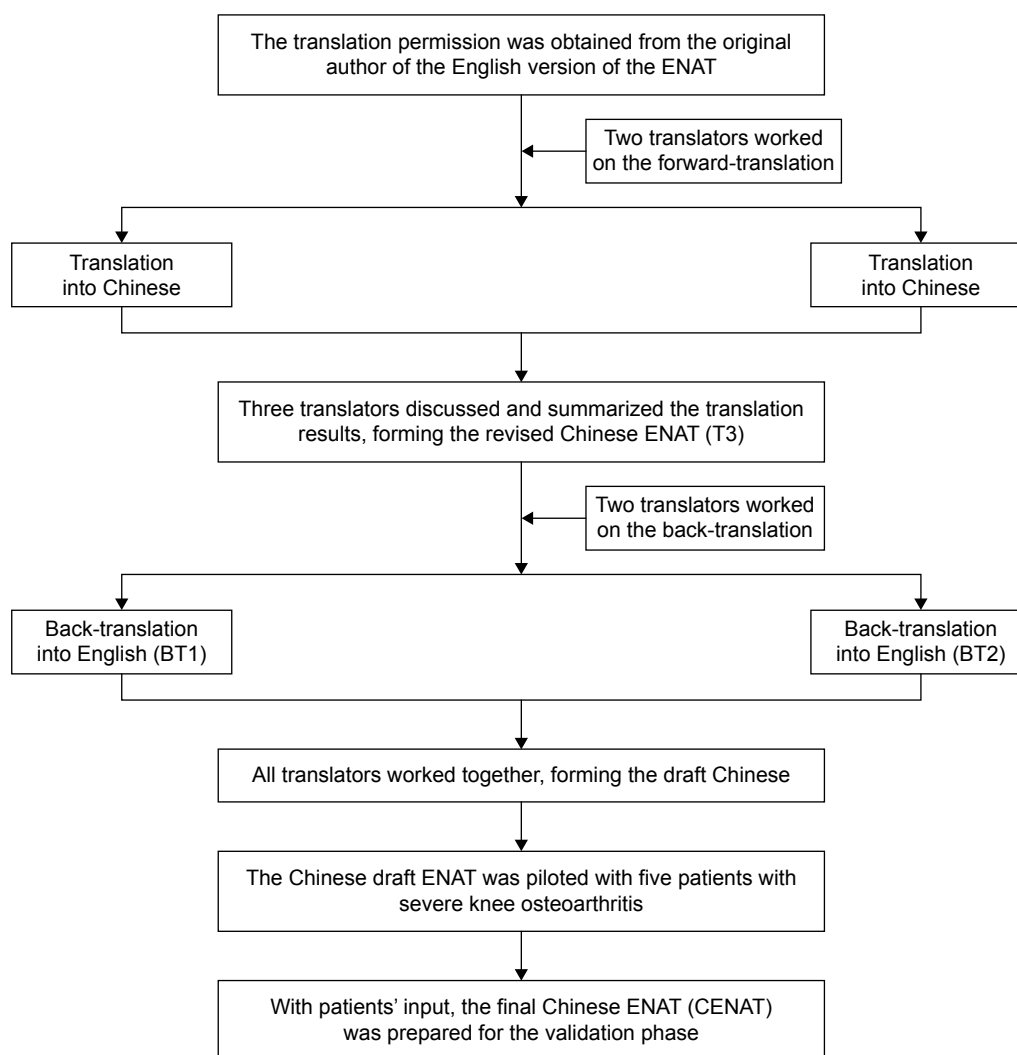 The translation permission was obtained from the original
author of the English version of the ENAT
Two translators worked
on the forward-translation
Translation
into Chinese
Translation
into Chinese
Three translators discussed and summarized the translation
results, forming the revised Chinese ENAT (T3)
Two translators worked
on the back-translation
Back-translation
into English (BT1)
Back-translation
into English (BT2)
All translators worked together, forming the draft Chinese
The Chinese draft ENAT was piloted with five patients with
severe knee osteoarthritis
With patients’ input, the final Chinese ENAT (CENAT)
was prepared for the validation phase